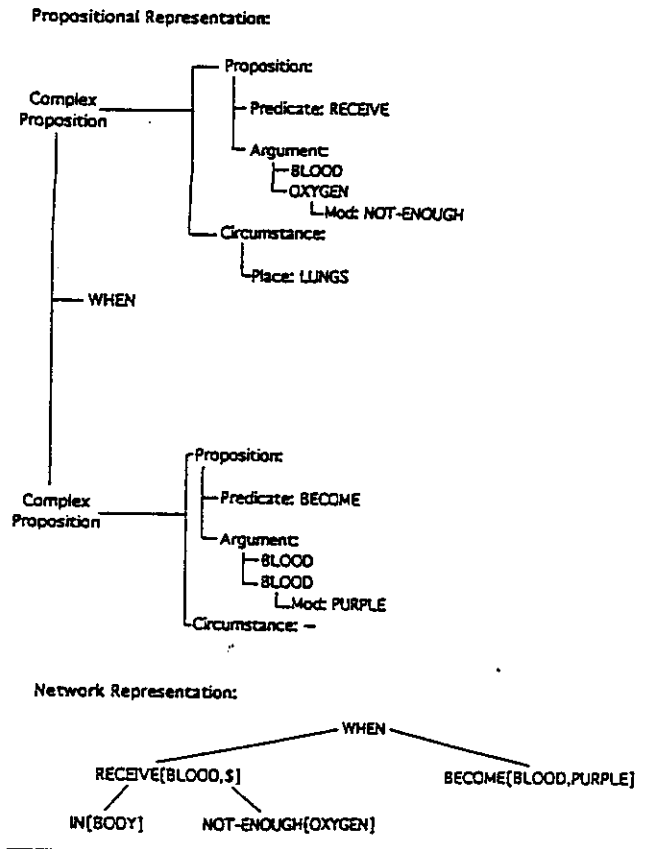 Propositional Representation:
Proposition:
Complex
Proposition
Predicate: RECEIVE
Argument:
BLOOD
OXYGEN
Mod: NOT-ENOUGH
Circumstance:
Place: LUNGS
WHEN
Proposition:
Complex
Proposition
Predicate: BECOME
Argument:
BLOOD
BLOOD
Mod: PURPLE
Circumstance: –
Network Representation:
WHEN
RECEIVE[BLOOD,$]
BECOME[BLOOD,PURPLE]
IN[BODY]
NOT-ENOUGH[OXYGEN]